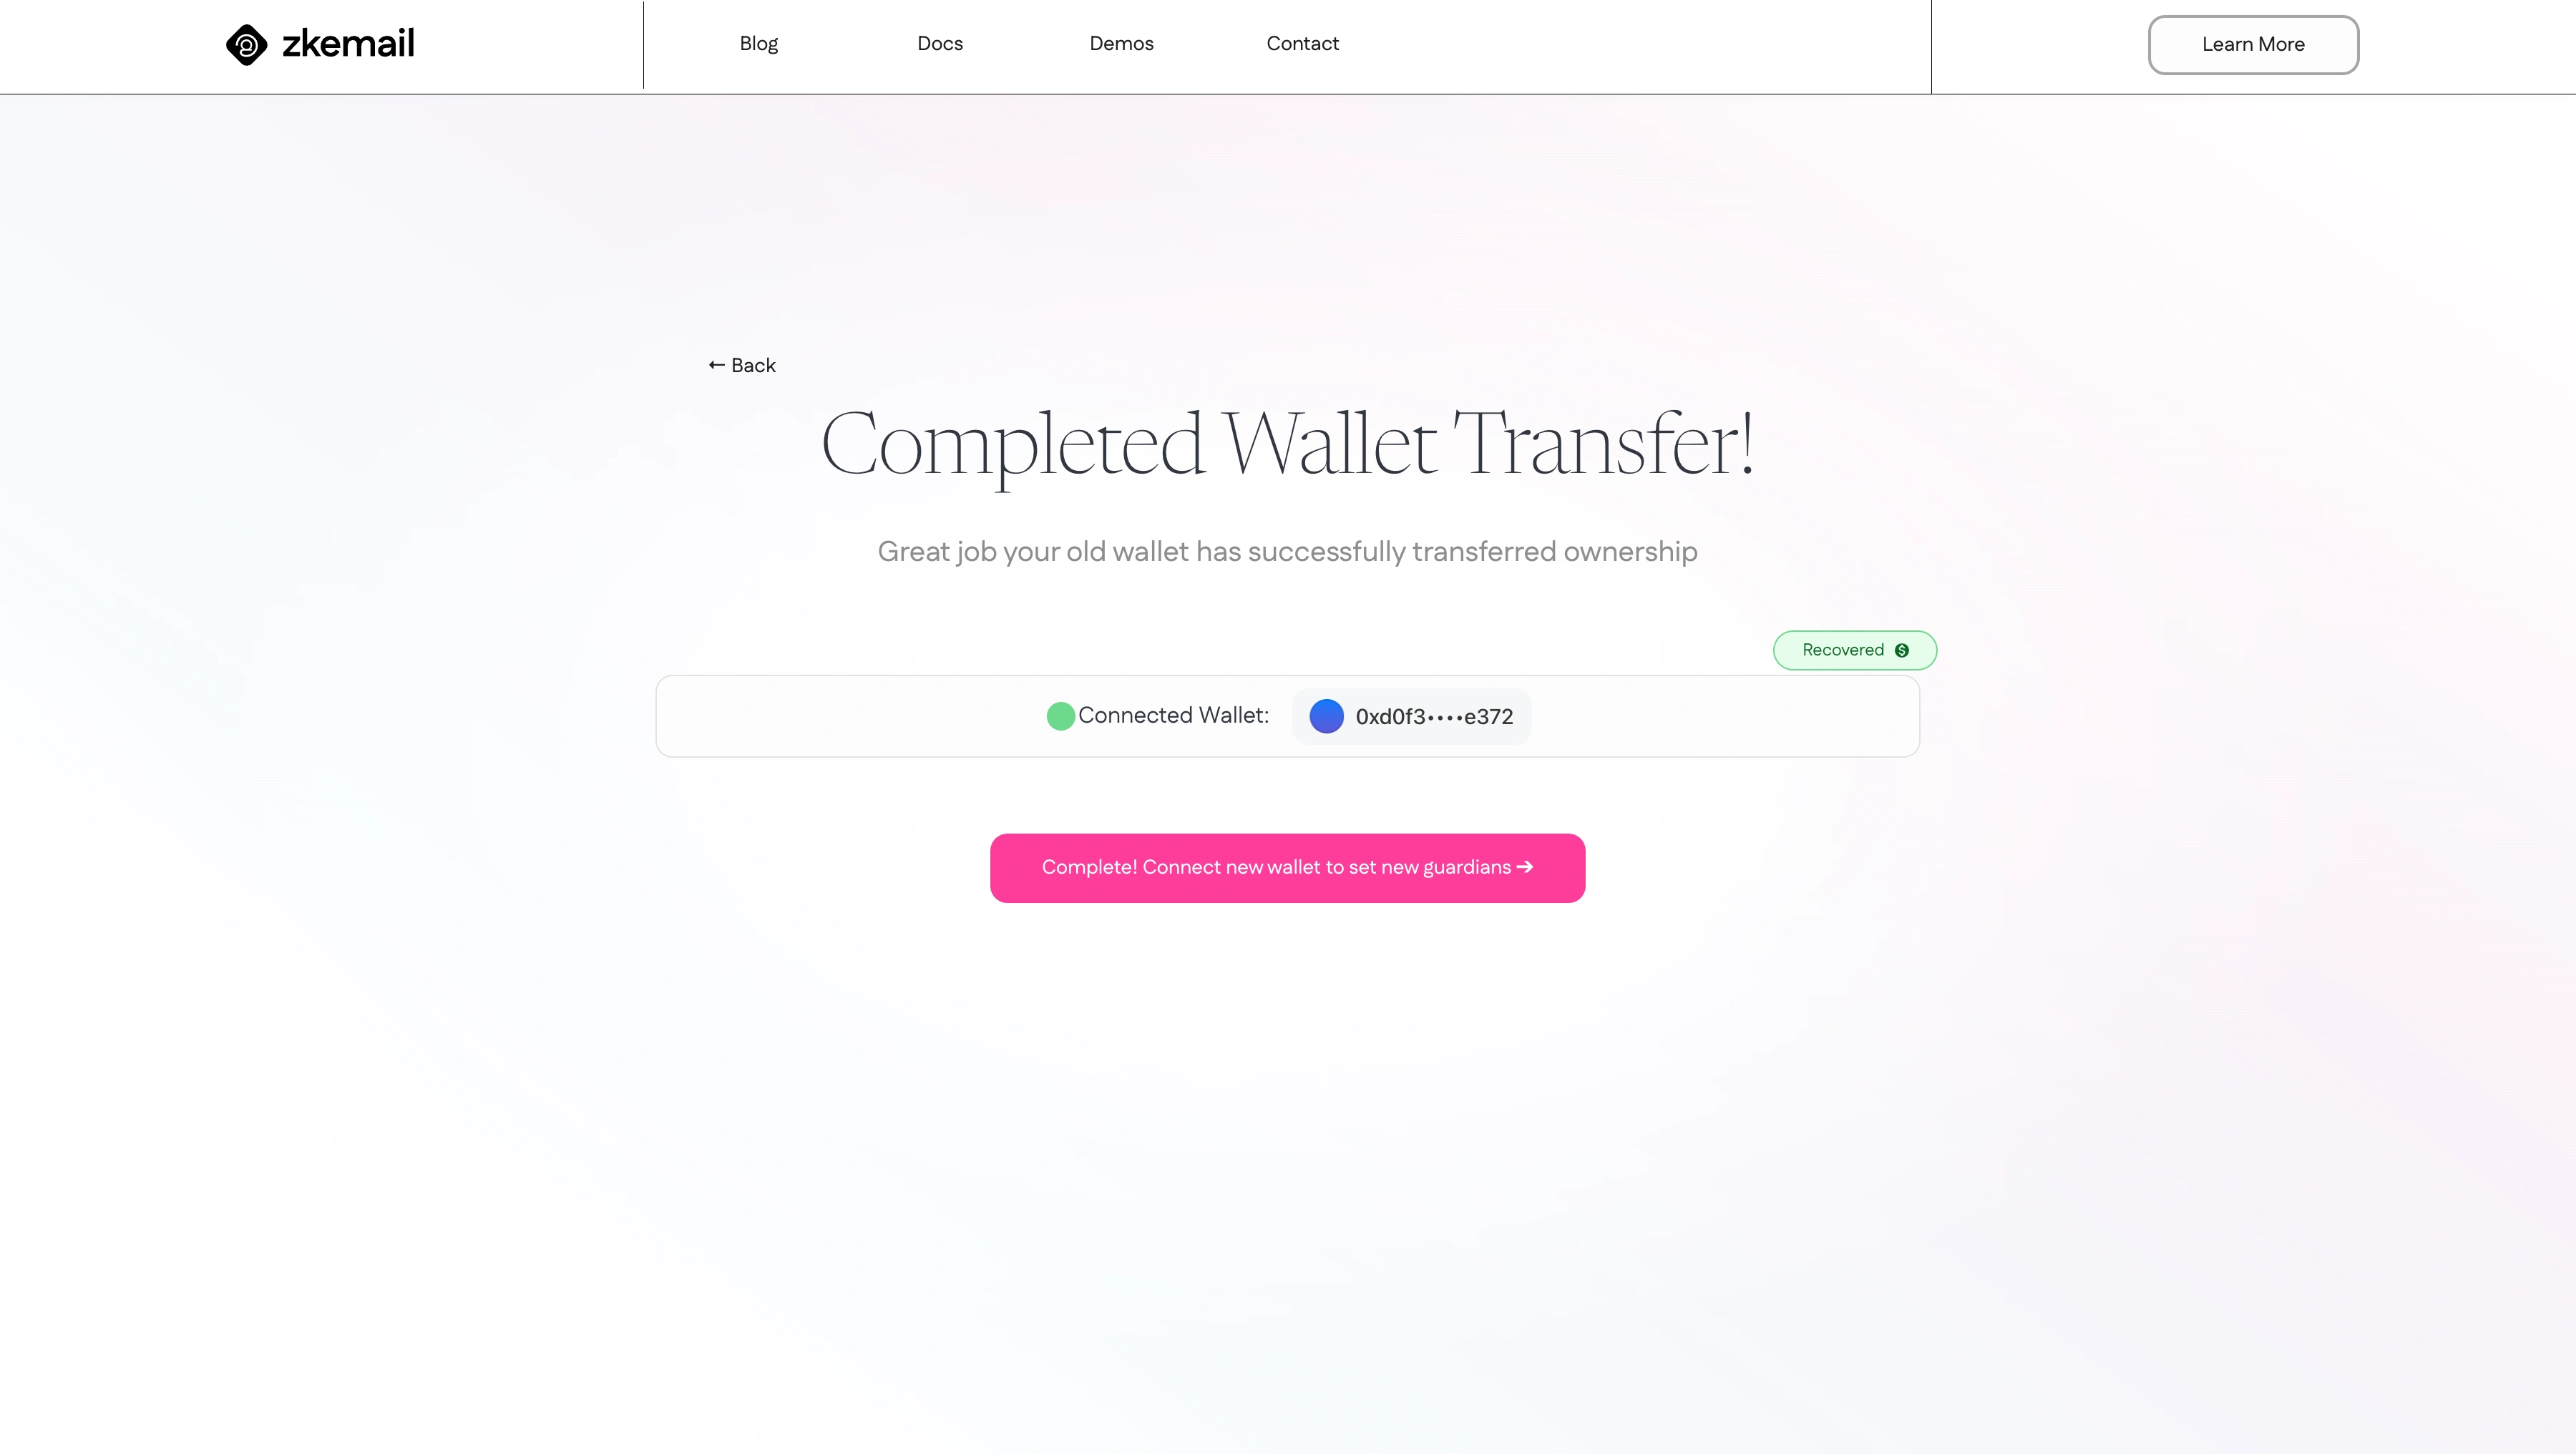 zkemail
Blog
Docs
Demos
Contact
Learn More
← Back
Completed Wallet Transfer!
Great job your old wallet has successfully transferred ownership
Recovered
Connected Wallet:
0xd0f3••••e372
Complete! Connect new wallet to set new guardians ➔